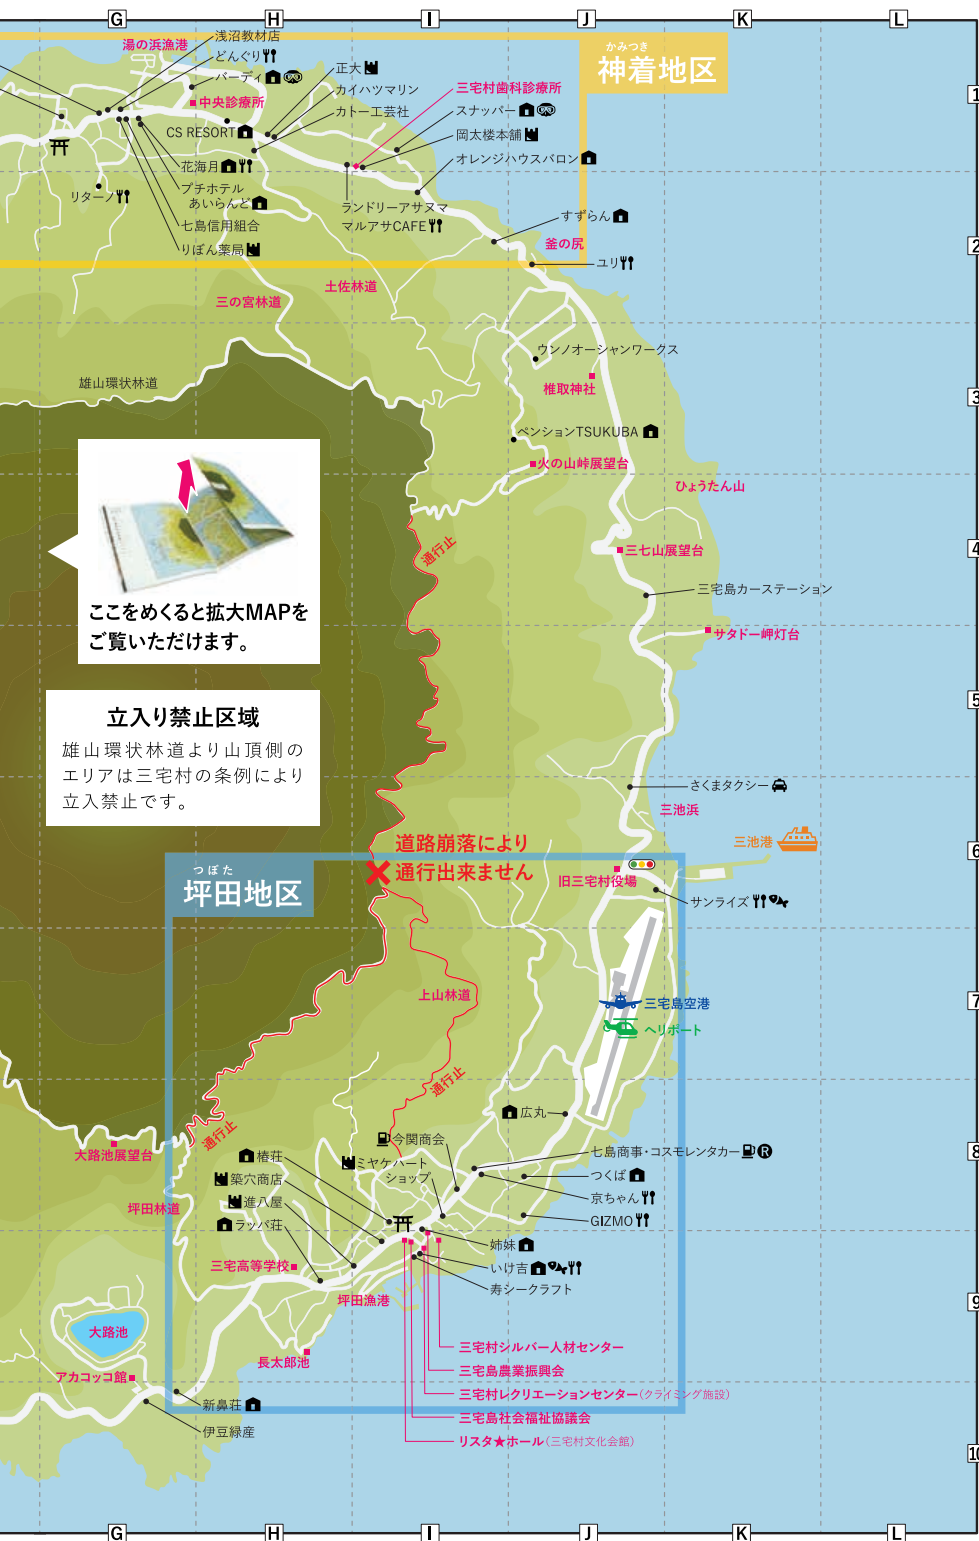 G
H
I
J
K
L
浅沼教材店
湯の浜漁港
どんぐり
バーディ
正大
カイハツマリン
カトー工芸社
三宅村歯科診療所
スナッパー
岡太楼本舗
オレンジハウスバロン
かみつき
神着地区
1
中央診療所
CS RESORT
花海月
プチホテル
あいらんど
リターノ
七島信用組合
りぼん薬局
ランドリーアサヌマ
マルアサCAFE
すずらん
釜の尻
ユリ
2
土佐林道
三の宮林道
ウンノオーシャンワークス
雄山環状林道
椎取神社
3
ペンションTSUKUBA
火の山峠展望台
ひょうたん山
通行止
三七山展望台
4
三宅島カーステーション
ここをめくると拡大MAPを
ご覧いただけます。
サタドー岬灯台
立入り禁止区域
雄山環状林道より山頂側の
エリアは三宅村の条例により
立入禁止です。
5
さくまタクシー
三池浜
三池港
道路崩落により
通行出来ません
6
つぼた
坪田地区
旧三宅村役場
サンライズ
上山林道
三宅島空港
7
ヘリポート
通行止
広丸
通行止
大路池展望台
今関商会
七島商事・コスモレンタカー
R
8
椿荘
ミヤケハート
ショップ
つくば
築穴商店
京ちゃん
坪田林道
進八屋
GIZMO
ラッパ荘
姉妹
三宅高等学校
いけ吉
寿シークラフト
坪田漁港
9
大路池
三宅村シルバー人材センター
長太郎池
三宅島農業振興会
アカコッコ館
三宅村レクリエーションセンター(クライミング施設)
新鼻荘
三宅島社会福祉協議会
伊豆緑産
リスタ★ホール(三宅村文化会館)
10
G
H
I
J
K
L